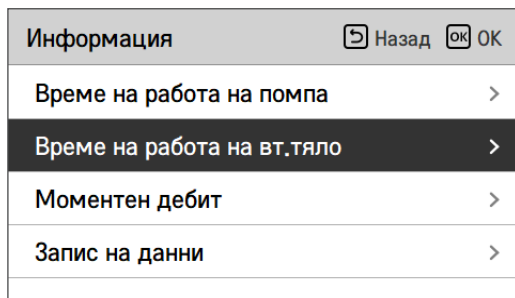 Информация Назад ОК OK
Време на работа на помпа
Време на работа на вт.тяло
Моментен дебит
Запис на данни